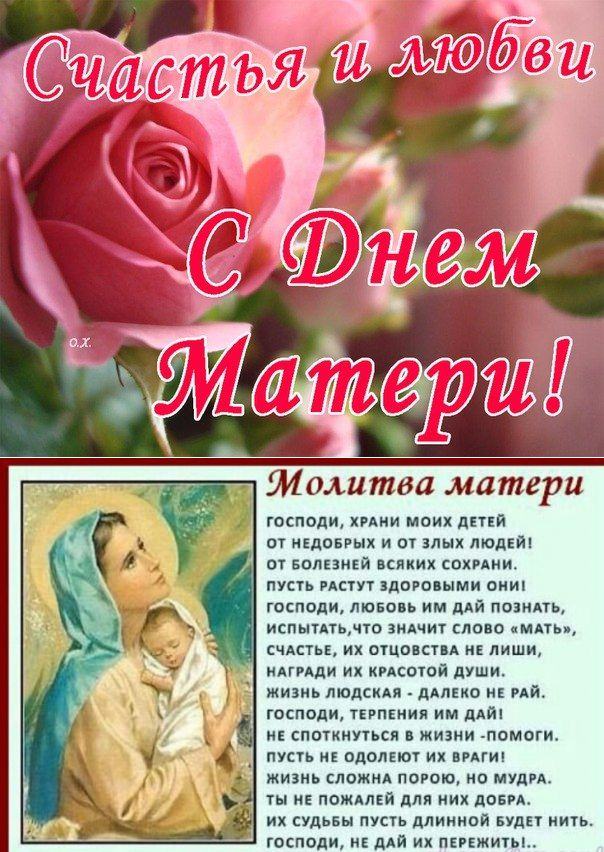 Счастья и любви
С Днем
О.Х.
Матери!
Молитва матери
ГОСПОДИ, ХРАНИ МОИХ ДЕТЕЙ
ОТ НЕДОБРЫХ И ОТ ЗЛЫХ ЛЮДЕЙ!
ОТ БОЛЕЗНЕЙ ВСЯКИХ СОХРАНИ.
ПУСТЬ РАСТУТ ЗДОРОВЫМИ ОНИ!
ГОСПОДИ, ЛЮБОВЬ ИМ ДАЙ ПОЗНАТЬ,
ИСПЫТАТЬ,ЧТО ЗНАЧИТ СЛОВО «МАТЬ»,
СЧАСТЬЕ, ИХ ОТЦОВСТВА НЕ ЛИШИ,
НАГРАДИ ИХ КРАСОТОЙ ДУШИ.
ЖИЗНЬ ЛЮДСКАЯ - ДАЛЕКО НЕ РАЙ.
ГОСПОДИ, ТЕРПЕНИЯ ИМ ДАЙ!
НЕ СПОТКНУТЬСЯ В ЖИЗНИ -ПОМОГИ.
ПУСТЬ НЕ ОДОЛЕЮТ ИХ ВРАГИ!
ЖИЗНЬ СЛОЖНА ПОРОЮ, НО МУДРА.
ТЫ НЕ ПОЖАЛЕЙ ДЛЯ НИХ ДОБРА.
ИХ СУДЬБЫ ПУСТЬ ДЛИННОЙ БУДЕТ НИТЬ.
ГОСПОДИ, НЕ ДАЙ ИХ ПЕРЕЖИТЬ!..